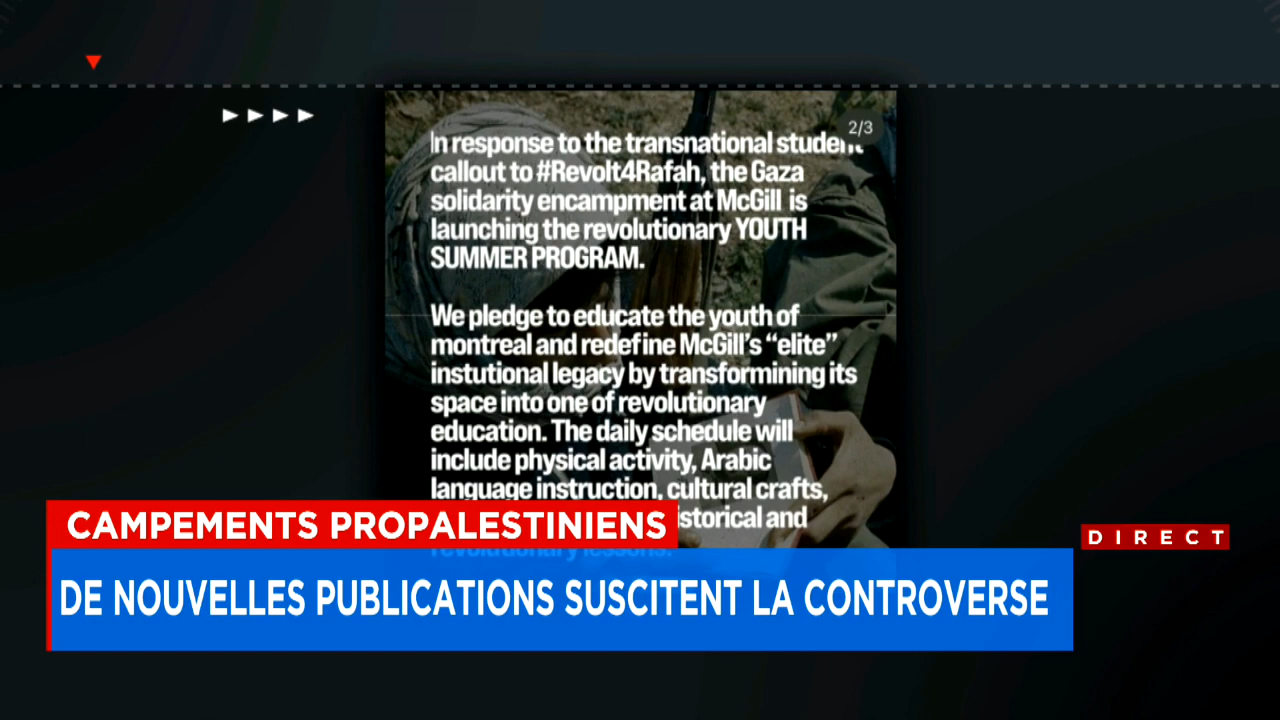 2/3
In response to the transnational student
callout to #Revolt4Rafah, the Gaza
solidarity encampment at McGill is
launching the revolutionary YOUTH
SUMMER PROGRAM.
We pledge to educate the youth of
montreal and redefine McGill's “elite”
instutional legacy by transforming its
space into one of revolutionary
education. The daily schedule will
include physical activity, Arabic
language instruction, cultural crafts,
istorical and
revolutionary lessons.
CAMPEMENTS PROPALESTINIENS
DIRECT
DE NOUVELLES PUBLICATIONS SUSCITENT LA CONTROVERSE